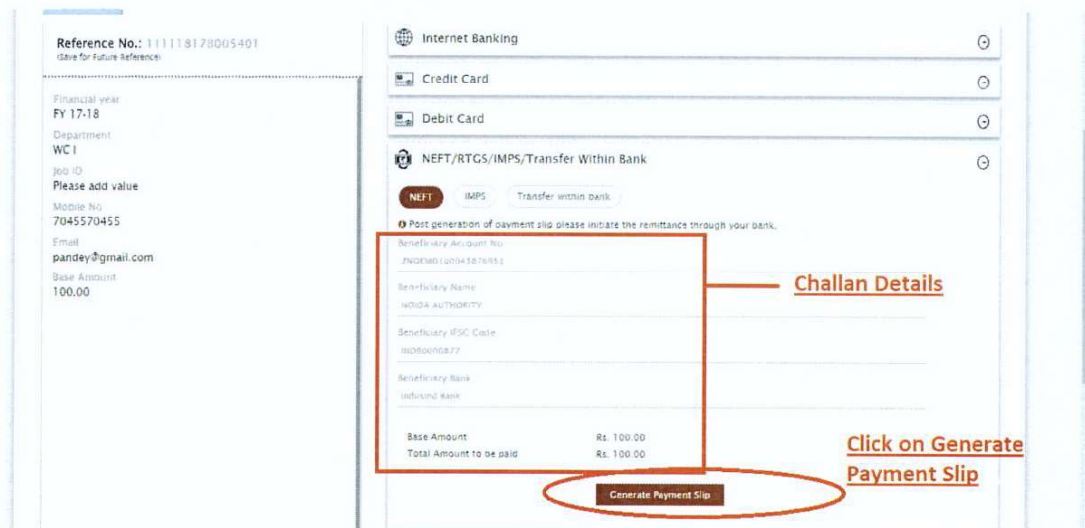 Reference No.: 111118178005401
(Save for Future Reference)
Financial year
FY 17-18
Department
WC I
Job ID
Please add value
Mobile No
7045570455
Email
pandey@gmail.com
Base Amount
100.00
Internet Banking
Credit Card
Debit Card
NEFT/RTGS/IMPS/Transfer Within Bank
NEFT IMPS Transfer within bank
Post generation of payment slip please initiate the remittance through your bank.
Beneficiary Account No
Beneficiary Name
NOIDA AUTHORITY
Beneficiary IFSC Code
Beneficiary Bank
Indusind Bank
Base Amount Rs. 100.00
Total Amount to be paid Rs. 100.00
Generate Payment Slip
Challan Details
Click on Generate
Payment Slip